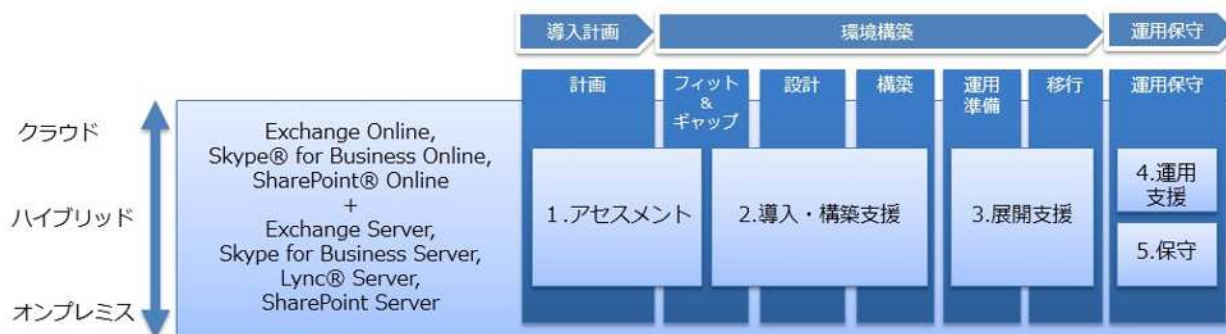 導入計画
環境構築
運用保守
計画
フィット
&
ギャップ
設計
構築
運用
準備
移行
運用保守
クラウド
ハイブリッド
オンプレミス
Exchange Online,
Skype® for Business Online,
SharePoint® Online
+
Exchange Server,
Skype for Business Server,
Lync® Server,
SharePoint Server
1.アセスメント
2.導入・構築支援
3.展開支援
4.運用
支援
5.保守